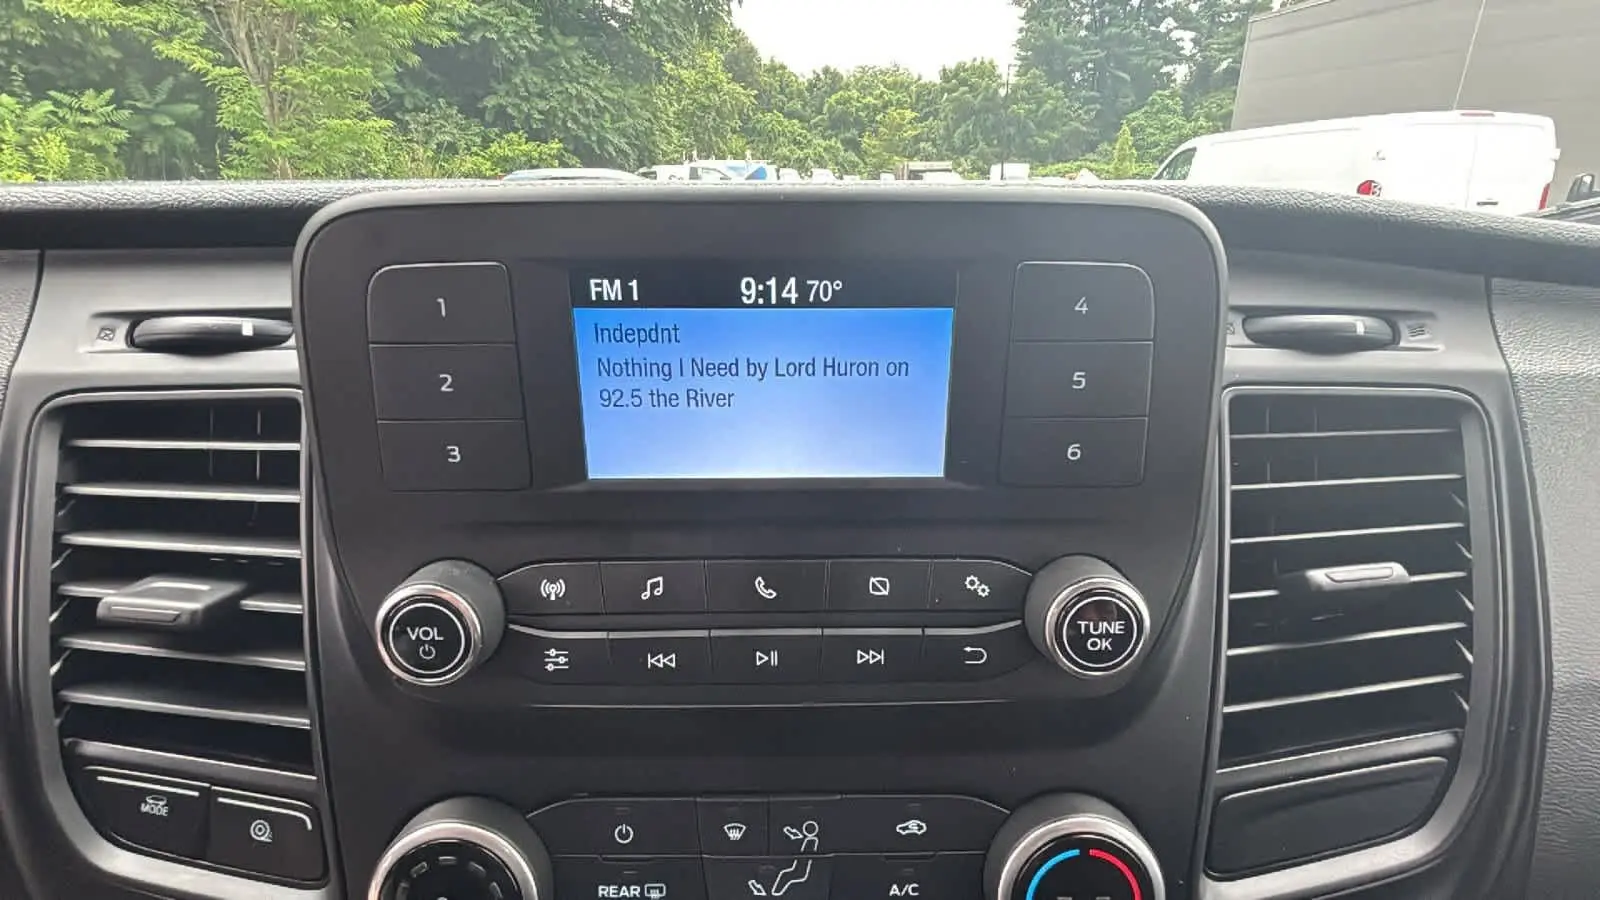 FM 1 9:14 70°
Indepdnt
Nothing I Need by Lord Huron on
92.5 the River
1
2
3
4
5
6
VOL
TUNE
OK
MODE
REAR
A/C